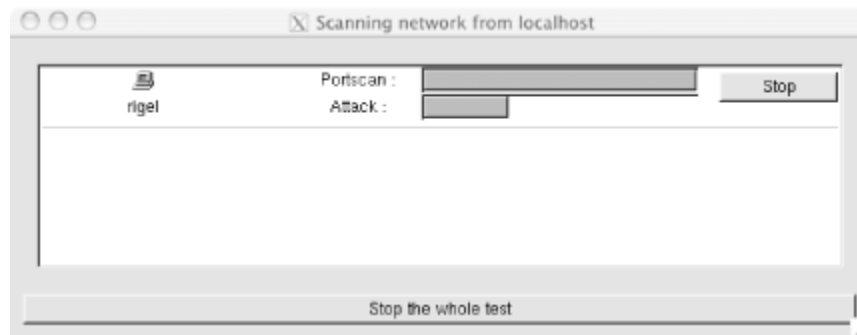 Scanning network from localhost
Portscan :
Stop
rigel
Attack :
Stop the whole test